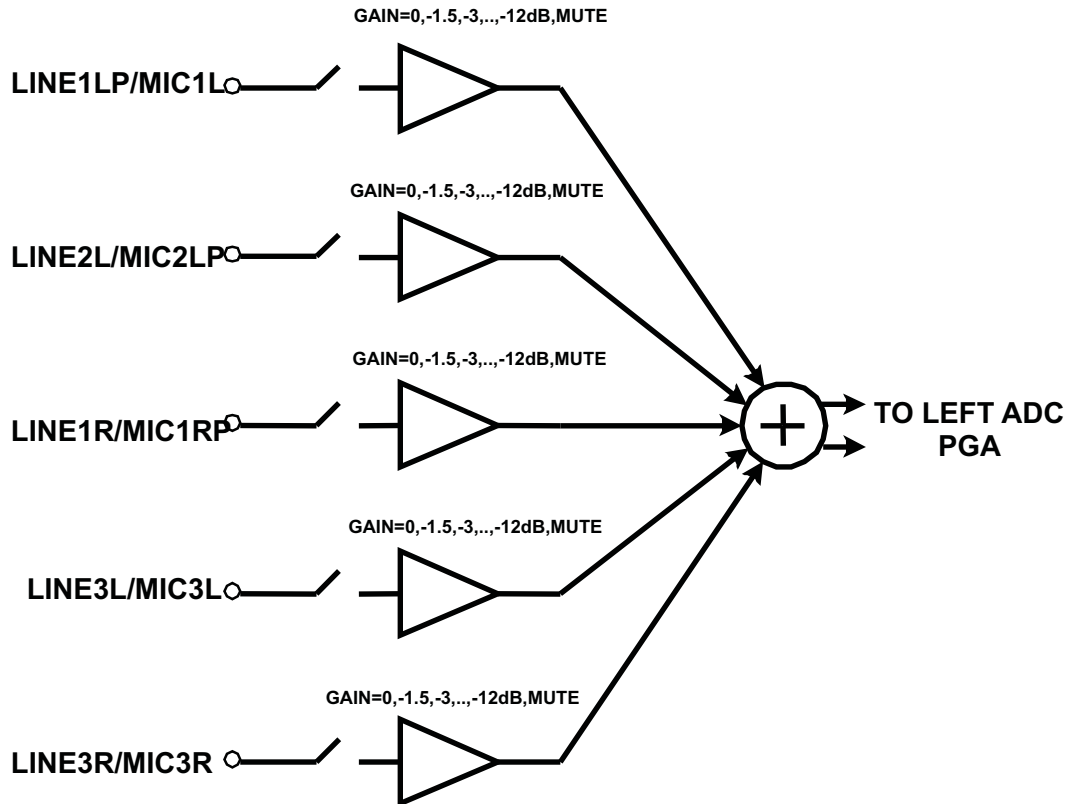 GAIN=0,-1.5,-3,..,-12dB,MUTE
LINE1LP/MIC1L
GAIN=0,-1.5,-3,..,-12dB,MUTE
LINE2L/MIC2LP
GAIN=0,-1.5,-3,..,-12dB,MUTE
LINE1R/MIC1RP
TO LEFT ADC
PGA
GAIN=0,-1.5,-3,..,-12dB,MUTE
LINE3L/MIC3L
GAIN=0,-1.5,-3,..,-12dB,MUTE
LINE3R/MIC3R